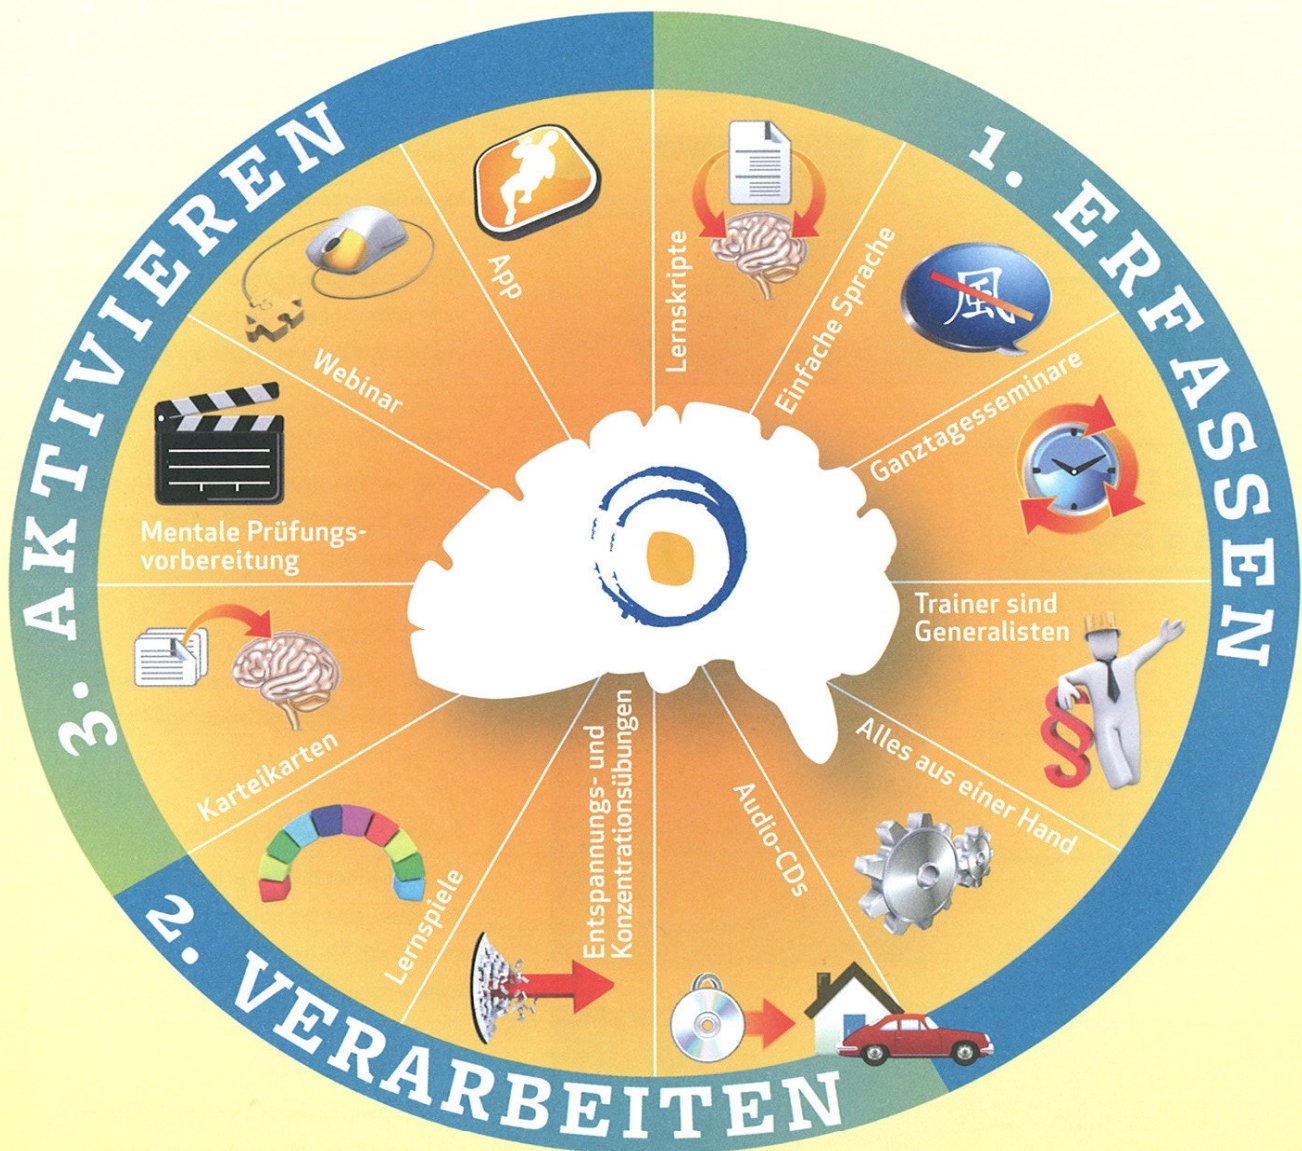 1. ERFASSEN
Lernskripte
Einfache Sprache
風
Ganztagesseminare
Trainer sind
Generalisten
§
Alles aus einer Hand
2. VERARBEITEN
Audio-CDs
Entspannungs- und
Konzentrationsübungen
Lernspiele
3. AKTIVIEREN
Karteikarten
Mentale Prüfungs-
vorbereitung
Webinar
App